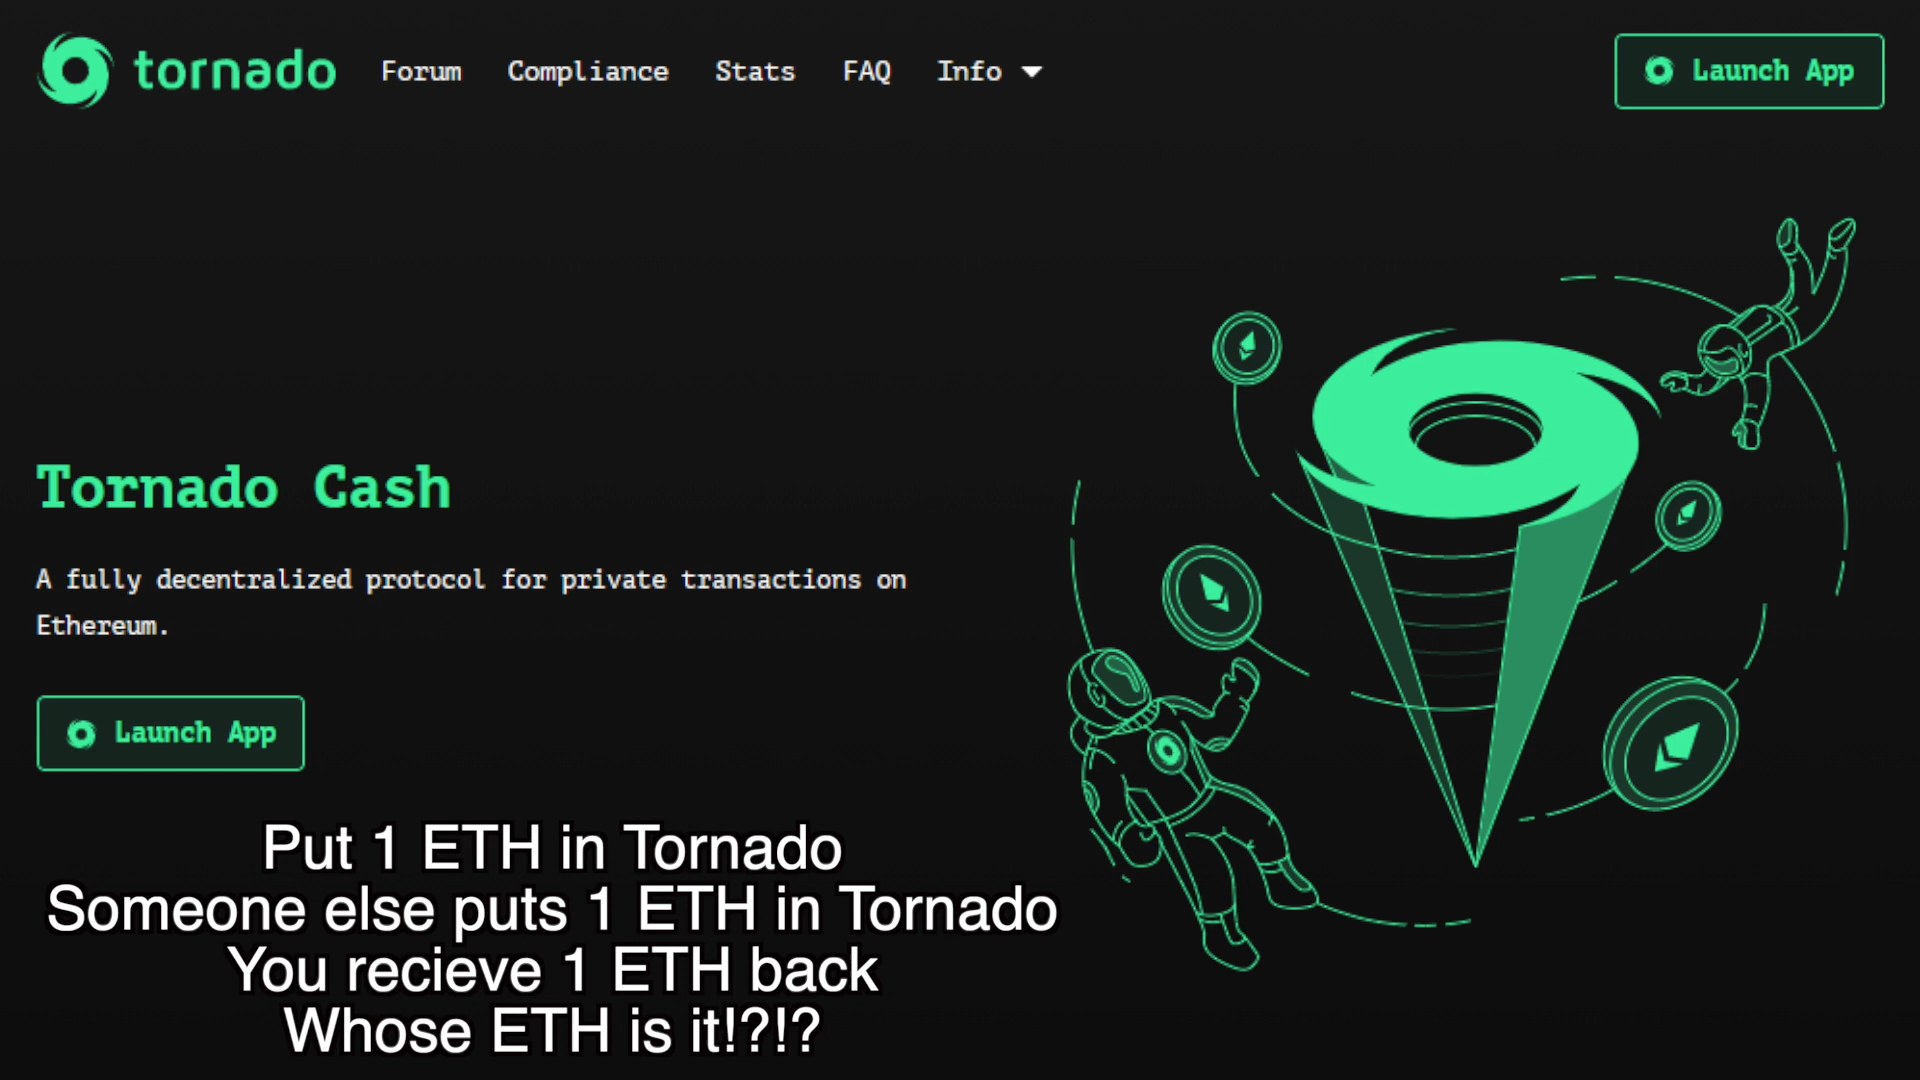 tornado Forum Compliance Stats FAQ Info Launch App
Tornado Cash
A fully decentralized protocol for private transactions on
Ethereum.
Launch App
Put 1 ETH in Tornado
Someone else puts 1 ETH in Tornado
You recieve 1 ETH back
Whose ETH is it!?!?